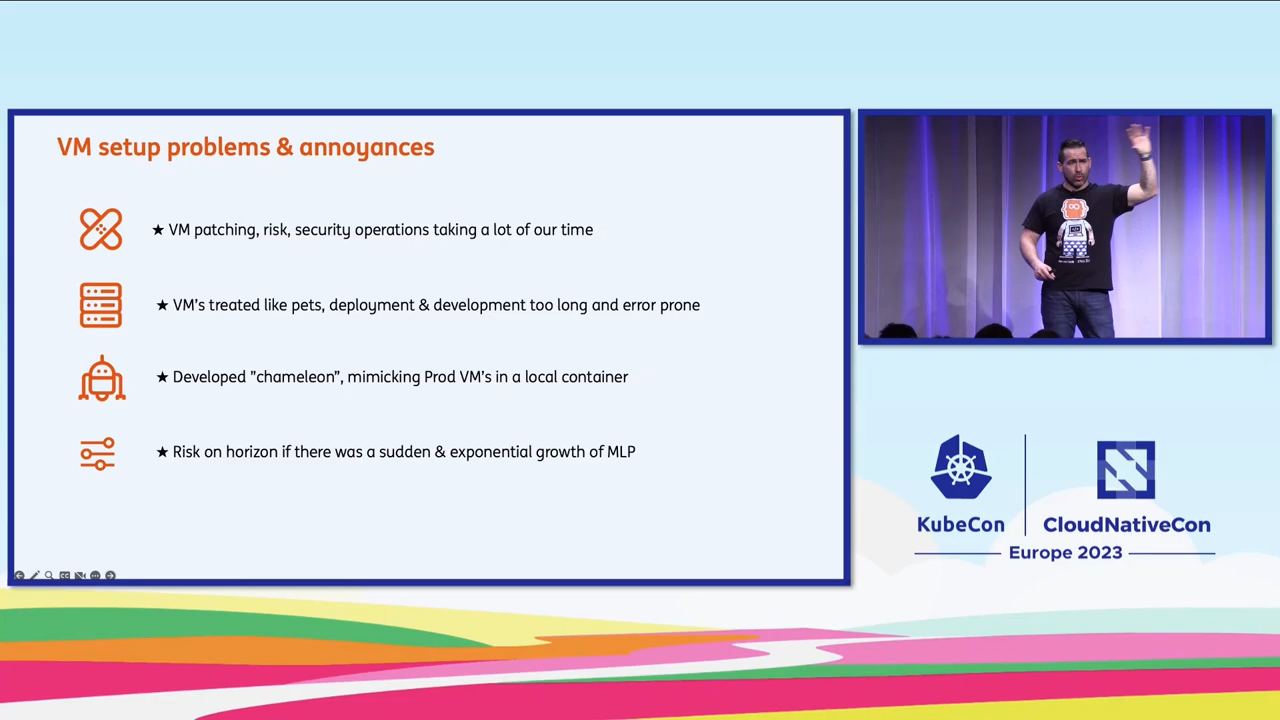 VM setup problems & annoyances
★ VM patching, risk, security operations taking a lot of our time
★ VM's treated like pets, deployment & development too long and error prone
★ Developed "chameleon", mimicking Prod VM's in a local container
★ Risk on horizon if there was a sudden & exponential growth of MLP
KubeCon
CloudNativeCon
Europe 2023